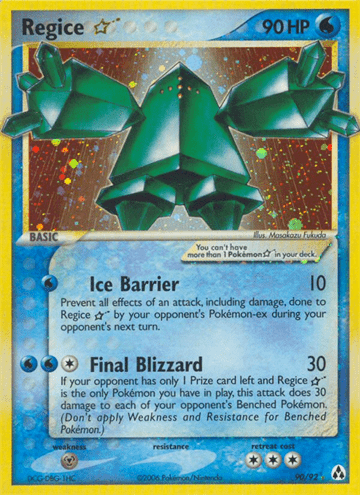 Regice ☆ 90 HP
BASIC
Illus. Masakazu Fukuda
You can't have
more than 1 Pokémon ☆ in your deck.
Ice Barrier 10
Prevent all effects of an attack, including damage, done to
Regice ☆ by your opponent's Pokémon-ex during your
opponent's next turn.
Final Blizzard 30
If your opponent has only 1 Prize card left and Regice ☆
is the only Pokémon you have in play, this attack does 30
damage to each of your opponent's Benched Pokémon.
(Don't apply Weakness and Resistance for Benched
Pokémon.)
weakness resistance retreat cost
©2006 Pokémon/Nintendo 90/92